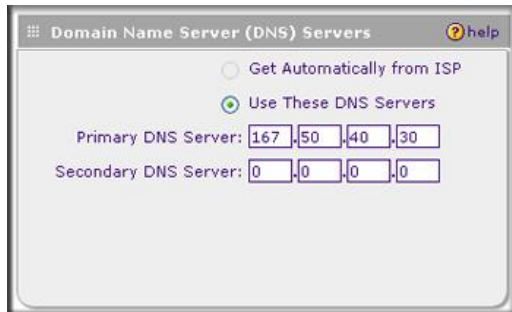 Domain Name Server (DNS) Servers ?help
Get Automatically from ISP
Use These DNS Servers
Primary DNS Server: 167.50.40.30
Secondary DNS Server: 0.0.0.0